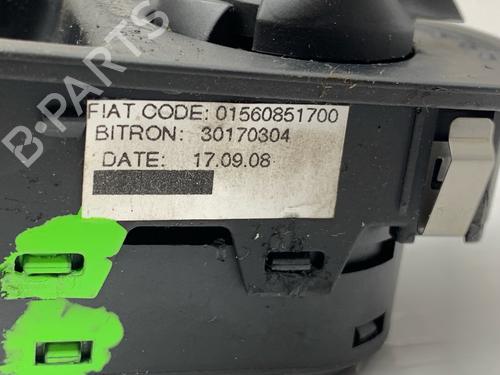 B-PARTS
FIAT CODE: 01560851700
BITRON: 30170304
DATE: 17.09.08